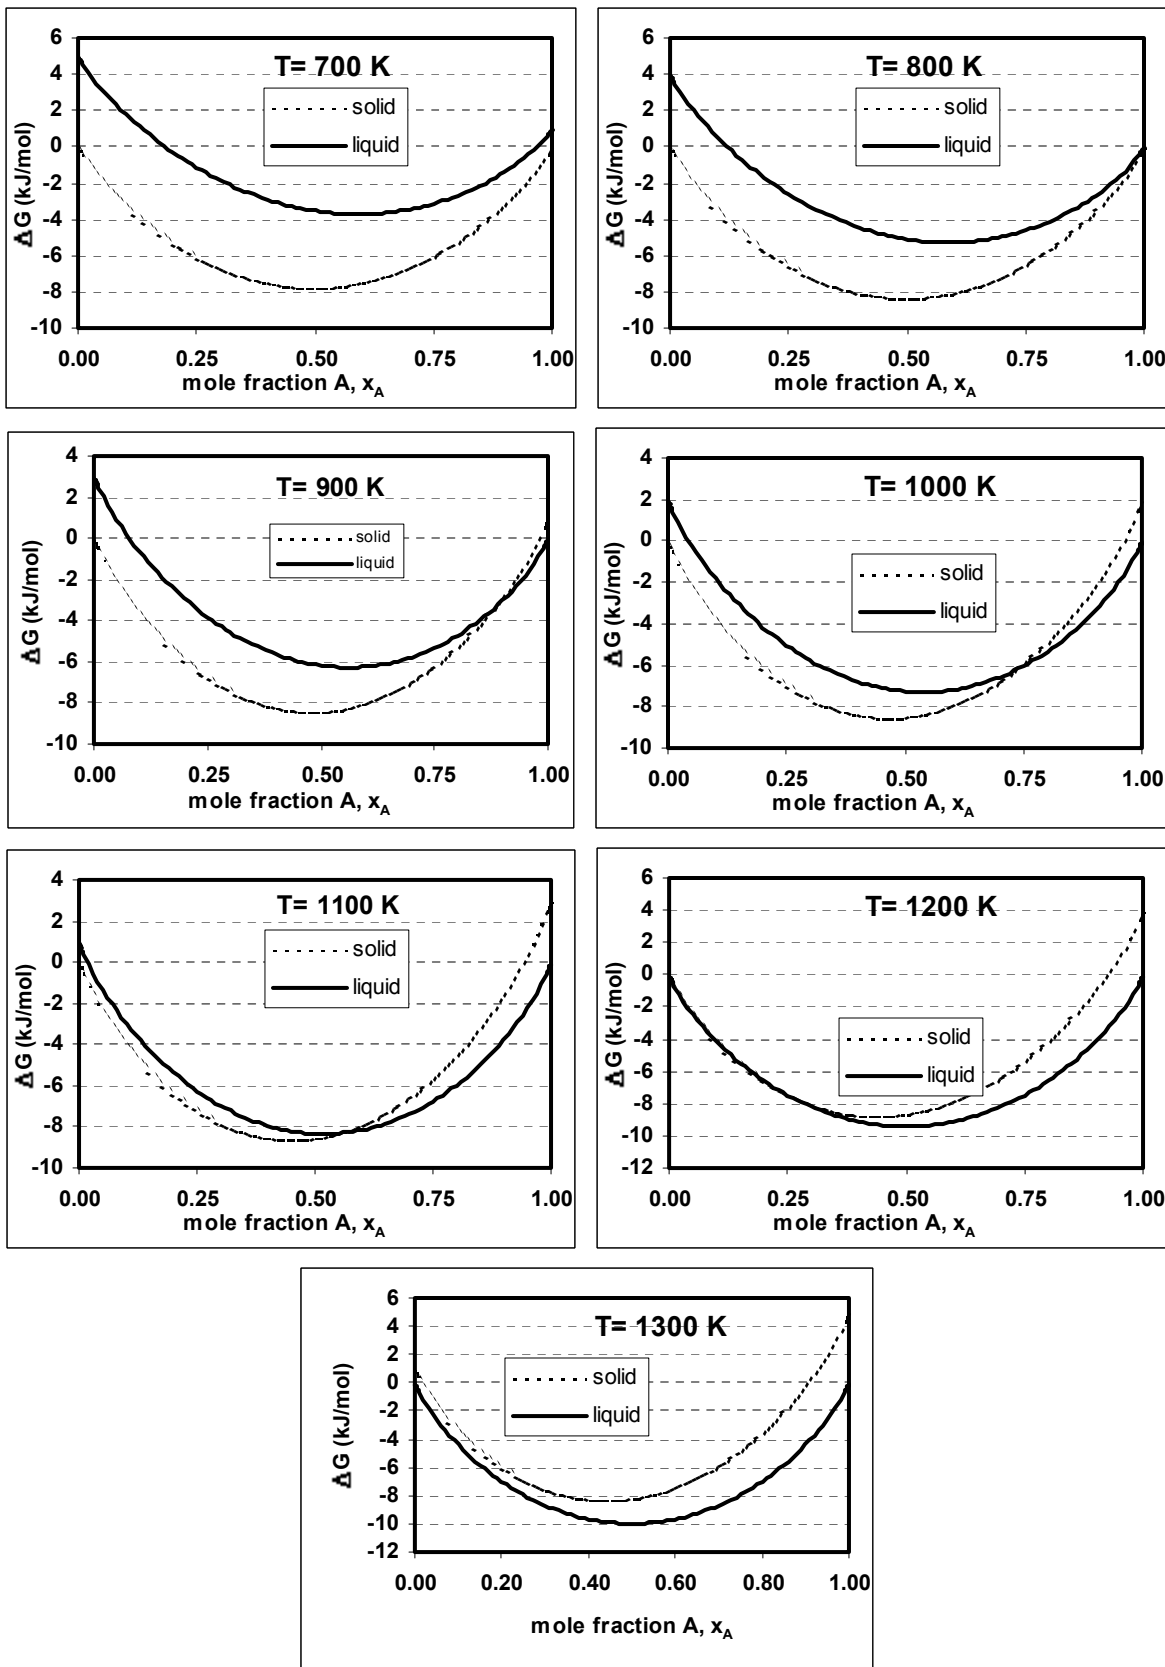 T= 700 K
solid
liquid
ΔG (kJ/mol)
6
4
2
0
-2
-4
-6
-8
-10
0.00 0.25 0.50 0.75 1.00
mole fraction A, xA
T= 800 K
solid
liquid
ΔG (kJ/mol)
6
4
2
0
-2
-4
-6
-8
-10
0.00 0.25 0.50 0.75 1.00
mole fraction A, xA
T= 900 K
solid
liquid
ΔG (kJ/mol)
4
2
0
-2
-4
-6
-8
-10
0.00 0.25 0.50 0.75 1.00
mole fraction A, xA
T= 1000 K
solid
liquid
ΔG (kJ/mol)
4
2
0
-2
-4
-6
-8
-10
0.00 0.25 0.50 0.75 1.00
mole fraction A, xA
T= 1100 K
solid
liquid
ΔG (kJ/mol)
4
2
0
-2
-4
-6
-8
-10
0.00 0.25 0.50 0.75 1.00
mole fraction A, xA
T= 1200 K
solid
liquid
ΔG (kJ/mol)
6
4
2
0
-2
-4
-6
-8
-10
-12
0.00 0.25 0.50 0.75 1.00
mole fraction A, xA
T= 1300 K
solid
liquid
ΔG (kJ/mol)
6
4
2
0
-2
-4
-6
-8
-10
-12
0.00 0.20 0.40 0.60 0.80 1.00
mole fraction A, xA